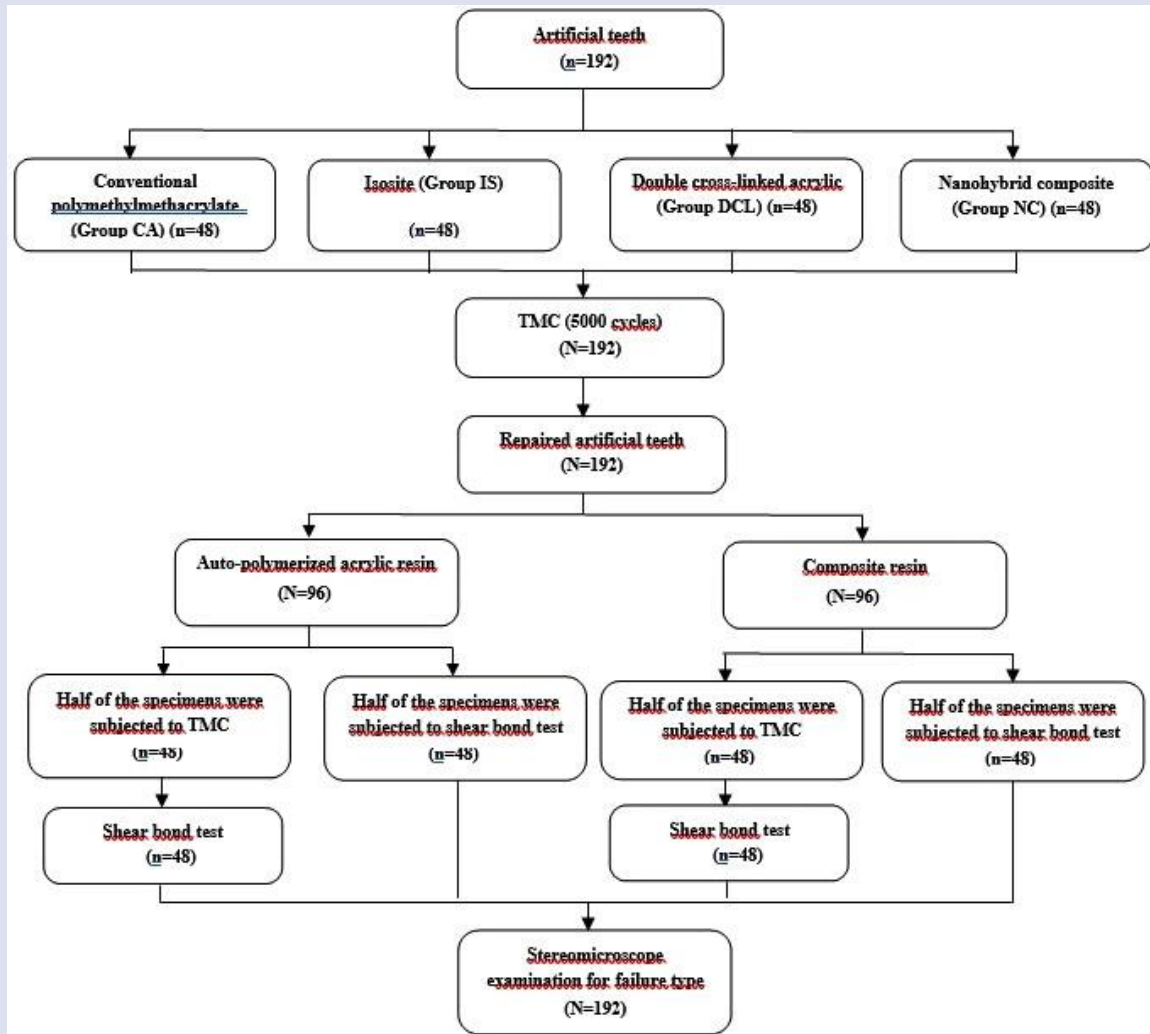 Artificial teeth
(n=192)
Conventional
polymethylmethacrylate
(Group CA) (n=48)
Isosite (Group IS)
(n=48)
Double cross-linked acrylic
(Group DCL) (n=48)
Nanohybrid composite
(Group NC) (n=48)
TMC (5000 cycles)
(N=192)
Repaired artificial teeth
(N=192)
Auto-polymerized acrylic resin
(N=96)
Composite resin
(N=96)
Half of the specimens were
subjected to TMC
(n=48)
Half of the specimens were
subjected to shear bond test
(n=48)
Half of the specimens were
subjected to TMC
(n=48)
Half of the specimens were
subjected to shear bond test
(n=48)
Shear bond test
(n=48)
Shear bond test
(n=48)
Stereomicroscope
examination for failure type
(N=192)